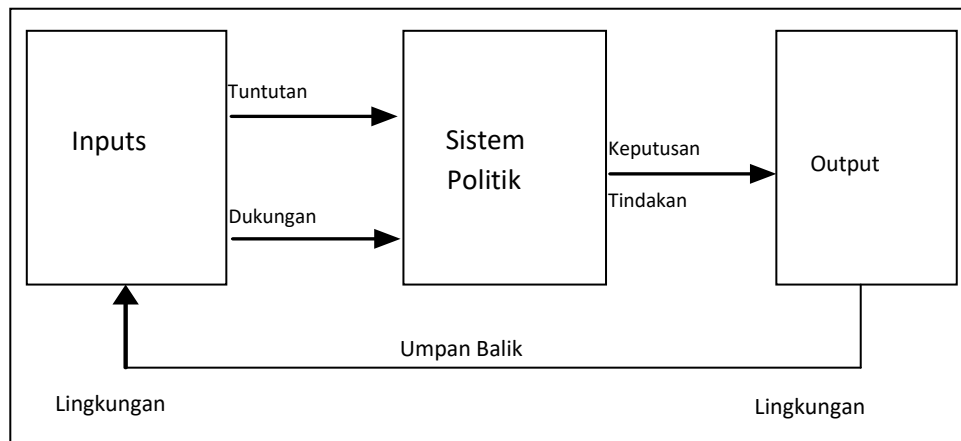 Inputs
Tuntutan
Dukungan
Sistem
Politik
Keputusan
Tindakan
Output
Umpan Balik
Lingkungan
Lingkungan